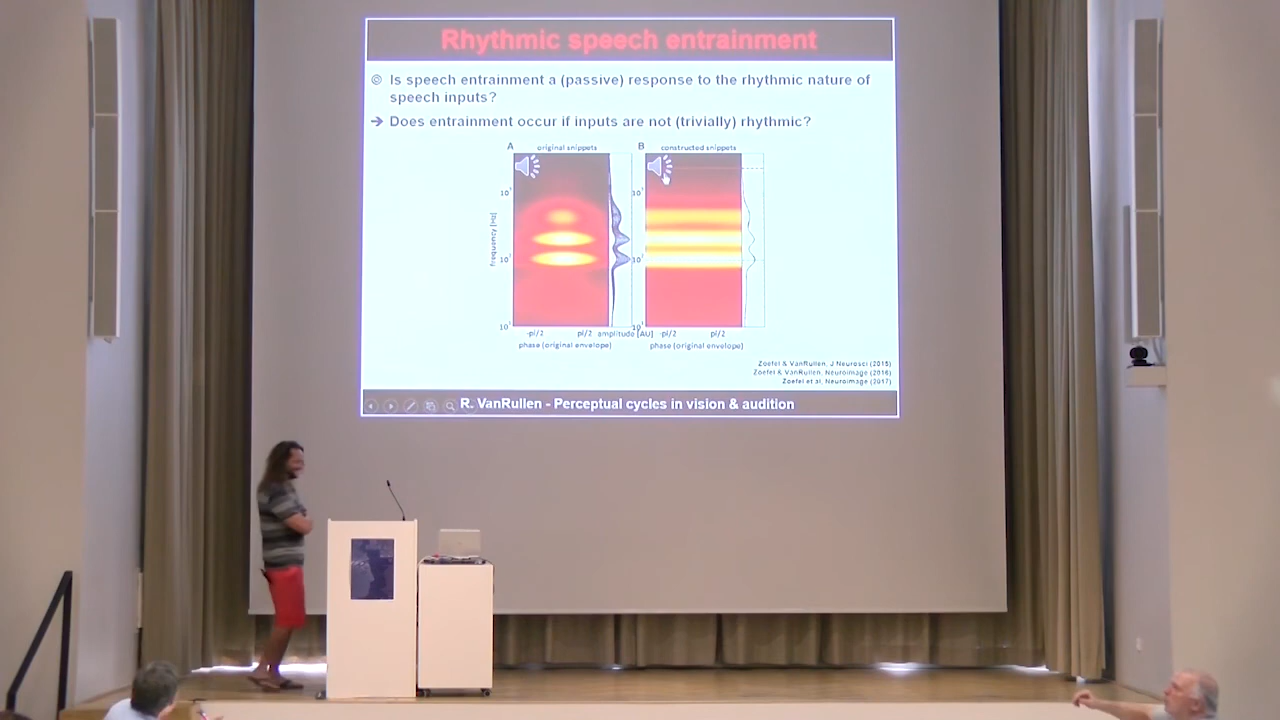 Rhythmic speech entrainment
Is speech entrainment a (passive) response to the rhythmic nature of
speech inputs?
→ Does entrainment occur if inputs are not (trivially) rhythmic?
A original snippets
B constructed snippets
frequency [Hz]
-pi/2 pi/2 amplitude [AU] -pi/2 pi/2
phase (original envelope) phase (original envelope)
Zoefel & VanRullen, J Neurosci (2015)
Zoefel & VanRullen, Neuroimage (2016)
Zoefel et al, Neuroimage (2017)
R. VanRullen - Perceptual cycles in vision & audition